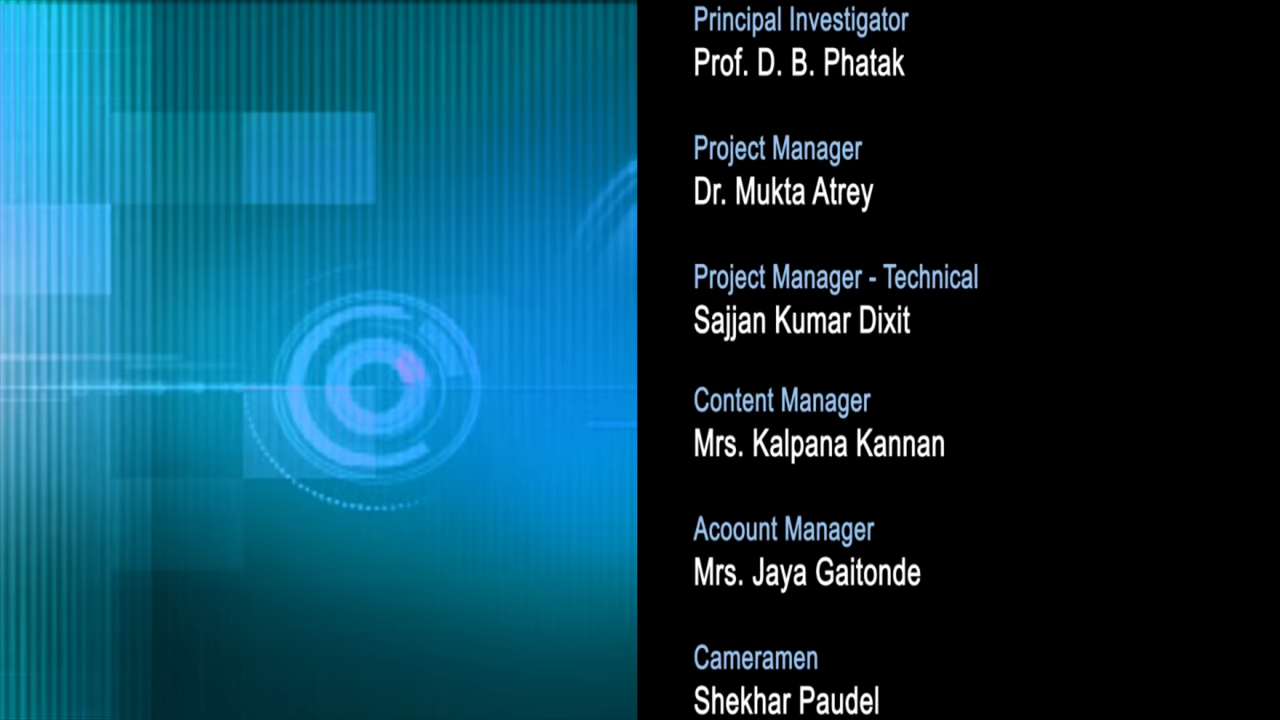 Principal Investigator
Prof. D. B. Phatak
Project Manager
Dr. Mukta Atrey
Project Manager - Technical
Sajjan Kumar Dixit
Content Manager
Mrs. Kalpana Kannan
Acoount Manager
Mrs. Jaya Gaitonde
Cameramen
Shekhar Paudel